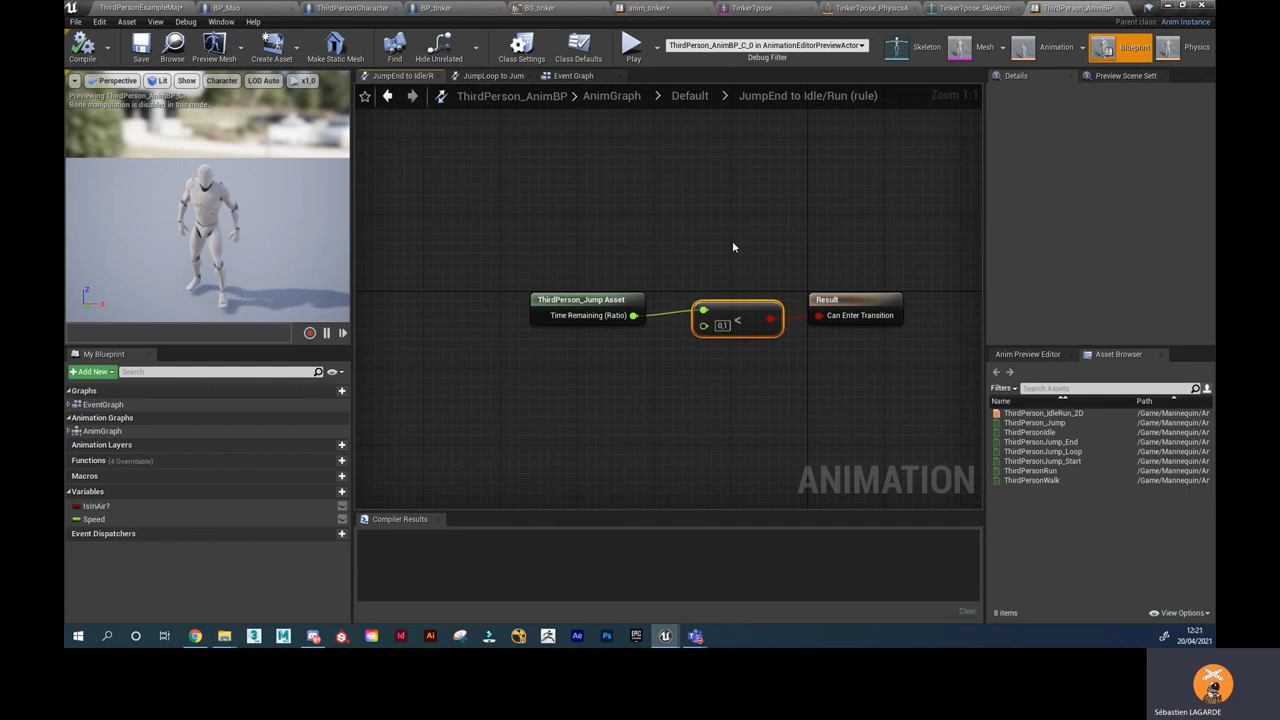 ThirdPersonExampleMap*
BP_Mao
ThirdPersonCharacter
BP_tinker
BS_tinker
anim_tinker*
TinkerTpose
TinkerTpose_PhysicsA
TinkerTpose_Skeleton
ThirdPerson_AnimBP
File Edit Asset View Debug Window Help
Parent class: Anim Instance
Compile
Save
Browse
Preview Mesh
Create Asset
Make Static Mesh
Find
Hide Unrelated
Class Settings
Class Defaults
Play
ThirdPerson_AnimBP_C_0 in AnimationEditorPreviewActor
Debug Filter
Skeleton
Mesh
Animation
Blueprint
Physics
Perspective Lit Show Character LOD Auto x1,0
Previewing ThirdPerson_AnimBP_C.
Bone manipulation is disabled in this mode.
Z
X
JumpEnd to Idle/R
JumpLoop to Jum
Event Graph
ThirdPerson_AnimBP > AnimGraph > Default > JumpEnd to Idle/Run (rule)
Zoom 1:1
ThirdPerson_Jump Asset
Time Remaining (Ratio)
0,1
<
Result
Can Enter Transition
ANIMATION
Compiler Results
Clear
My Blueprint
Add New
Search
Graphs
EventGraph
Animation Graphs
AnimGraph
Animation Layers
Functions (4 Overridable)
Macros
Variables
IsInAir?
Speed
Event Dispatchers
Details
Preview Scene Sett
Anim Preview Editor
Asset Browser
Filters
Search Assets
Name Path
ThirdPerson_IdleRun_2D /Game/Mannequin/Ar
ThirdPerson_Jump /Game/Mannequin/Ar
ThirdPersonIdle /Game/Mannequin/Ar
ThirdPersonJump_End /Game/Mannequin/Ar
ThirdPersonJump_Loop /Game/Mannequin/Ar
ThirdPersonJump_Start /Game/Mannequin/Ar
ThirdPersonRun /Game/Mannequin/Ar
ThirdPersonWalk /Game/Mannequin/Ar
8 items
View Options
3
M
Id
Ai
Ae
Ps
EPIC
12:21
20/04/2021
Sébastien LAGARDE